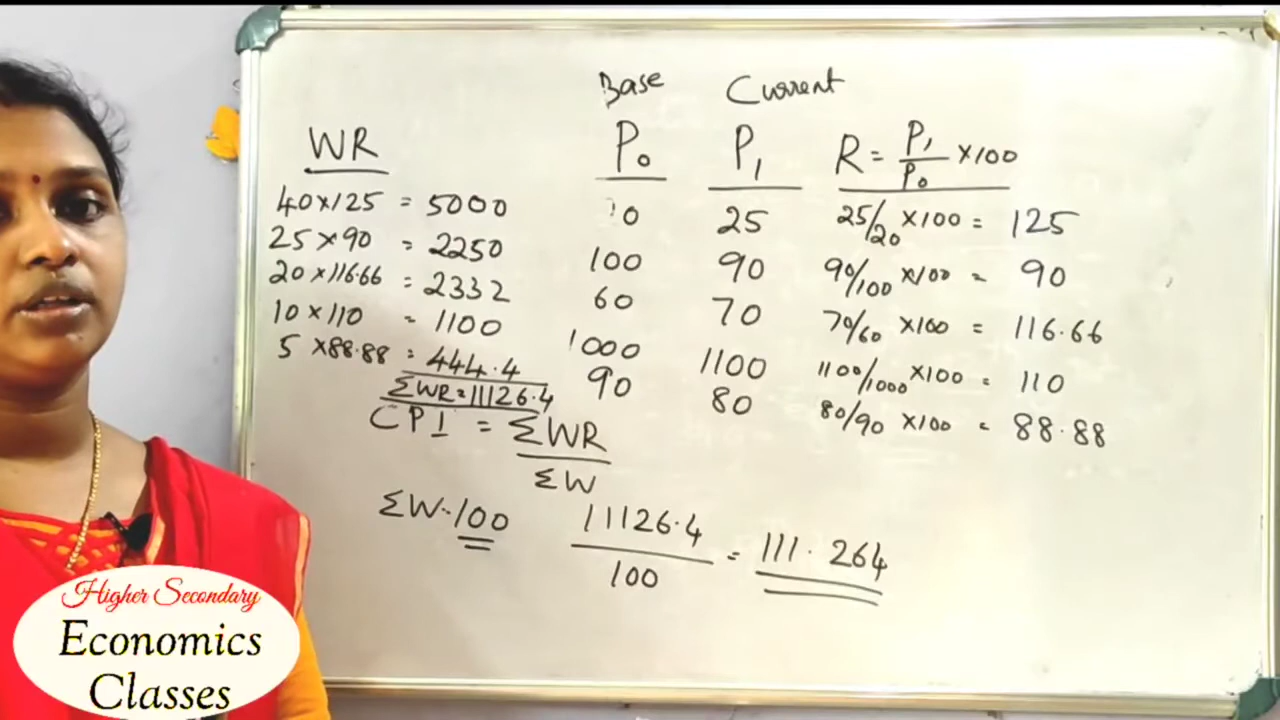 Base Current
WR P₀ P₁ R = P₁/P₀ ×100
40×125 = 5000 0 25 25/20 ×100 = 125
25×90 = 2250 100 90 90/100 ×100 = 90
20×116.66 = 2332 60 70 70/60 ×100 = 116.66
10×110 = 1100 1000 1100 1100/1000 ×100 = 110
5×88.88 = 444.4 90 80 80/90 ×100 = 88.88
ΣWR = 11126.4
CPI = ΣWR/ΣW
ΣW = 100 11126.4/100 = 111.264
Higher Secondary
Economics
Classes